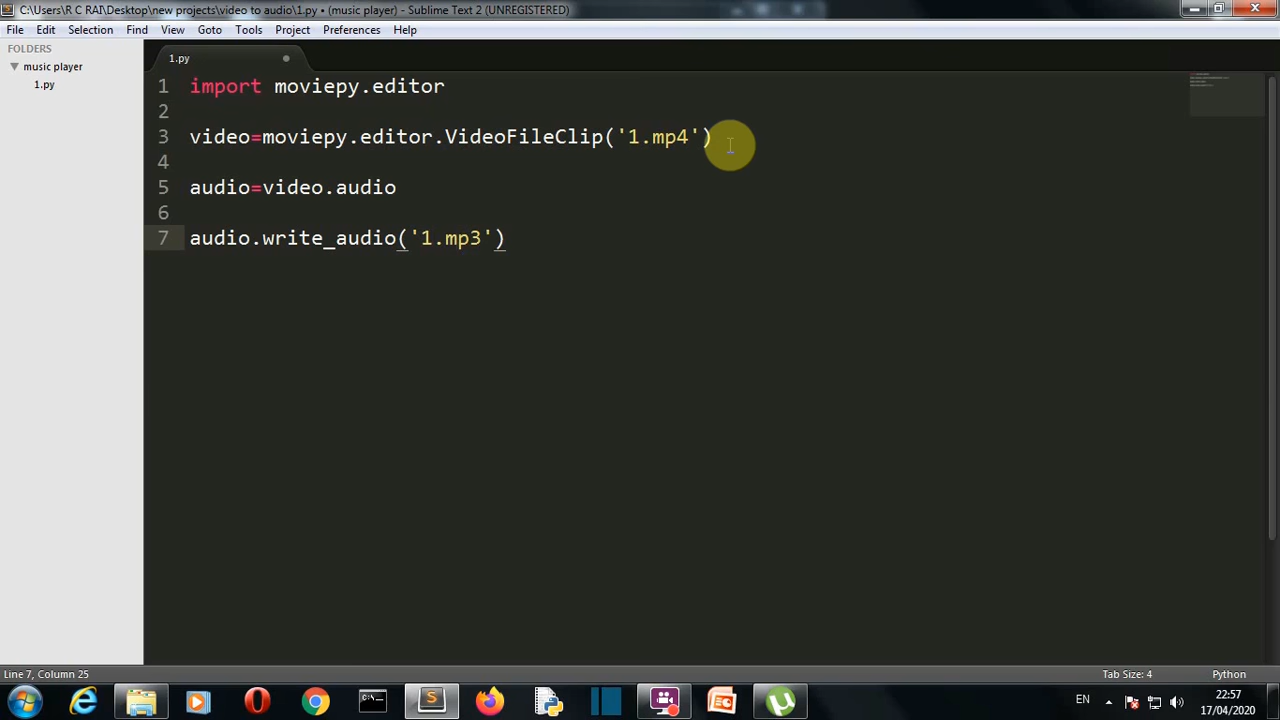 C:\Users\R C RAI\Desktop\new projects\video to audio\1.py • (music player) - Sublime Text 2 (UNREGISTERED)
File Edit Selection Find View Goto Tools Project Preferences Help
FOLDERS
music player
1.py
1.py
1 import moviepy.editor
2
3 video=moviepy.editor.VideoFileClip('1.mp4')
4
5 audio=video.audio
6
7 audio.write_audio('1.mp3')
Line 7, Column 25
Tab Size: 4
Python
EN
22:57
17/04/2020